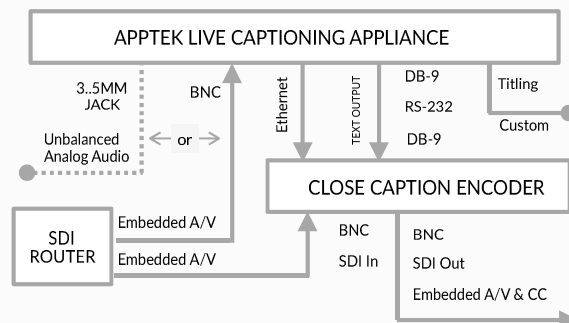 APPTEK LIVE CAPTIONING APPLIANCE
3..5MM
JACK
BNC
Ethernet
TEXT OUTPUT
DB-9
RS-232
DB-9
Titling
Custom
Unbalanced
Analog Audio
or
CLOSE CAPTION ENCODER
SDI
ROUTER
Embedded A/V
Embedded A/V
BNC
SDI In
BNC
SDI Out
Embedded A/V & CC